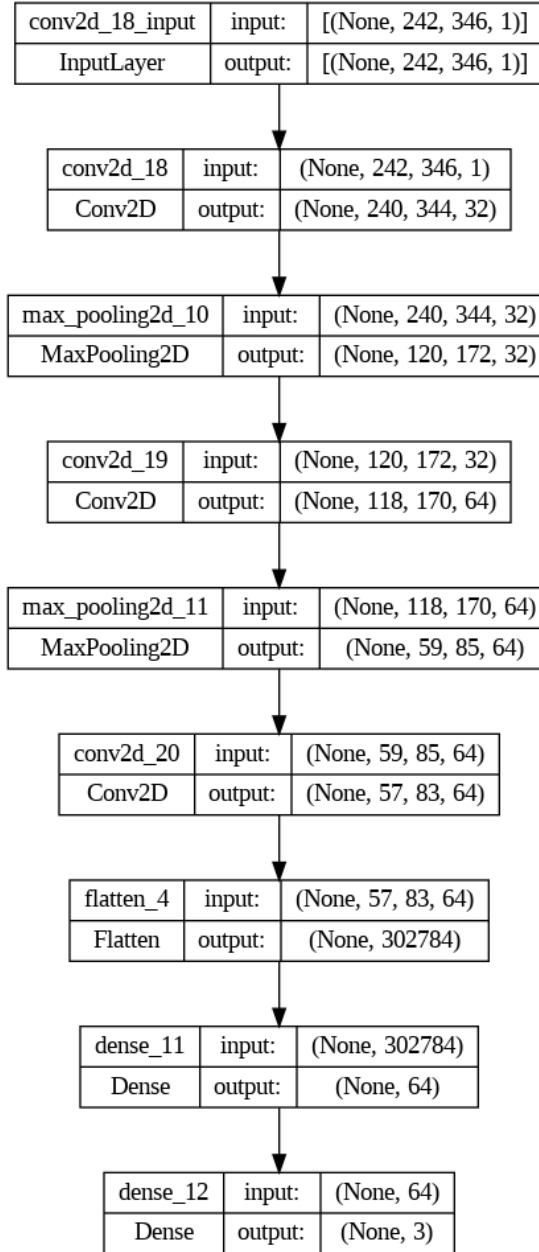 conv2d_18_input input: [(None, 242, 346, 1)]
InputLayer output: [(None, 242, 346, 1)]
conv2d_18 input: (None, 242, 346, 1)
Conv2D output: (None, 240, 344, 32)
max_pooling2d_10 input: (None, 240, 344, 32)
MaxPooling2D output: (None, 120, 172, 32)
conv2d_19 input: (None, 120, 172, 32)
Conv2D output: (None, 118, 170, 64)
max_pooling2d_11 input: (None, 118, 170, 64)
MaxPooling2D output: (None, 59, 85, 64)
conv2d_20 input: (None, 59, 85, 64)
Conv2D output: (None, 57, 83, 64)
flatten_4 input: (None, 57, 83, 64)
Flatten output: (None, 302784)
dense_11 input: (None, 302784)
Dense output: (None, 64)
dense_12 input: (None, 64)
Dense output: (None, 3)